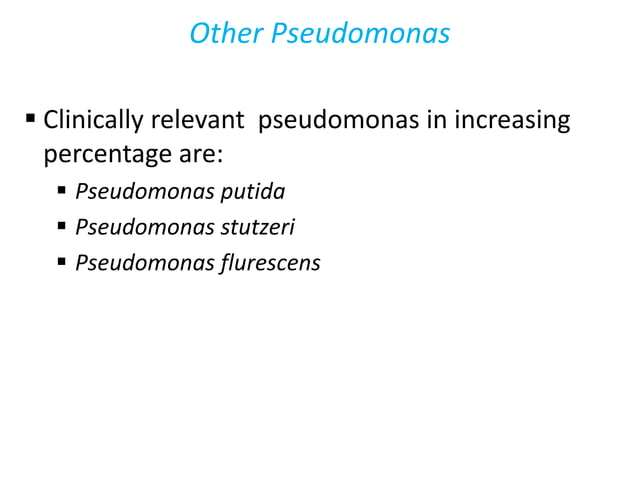 Other Pseudomonas
▪ Clinically relevant  pseudomonas in increasing
percentage are:
▪ Pseudomonas putida
▪ Pseudomonas stutzeri
▪ Pseudomonas flurescens